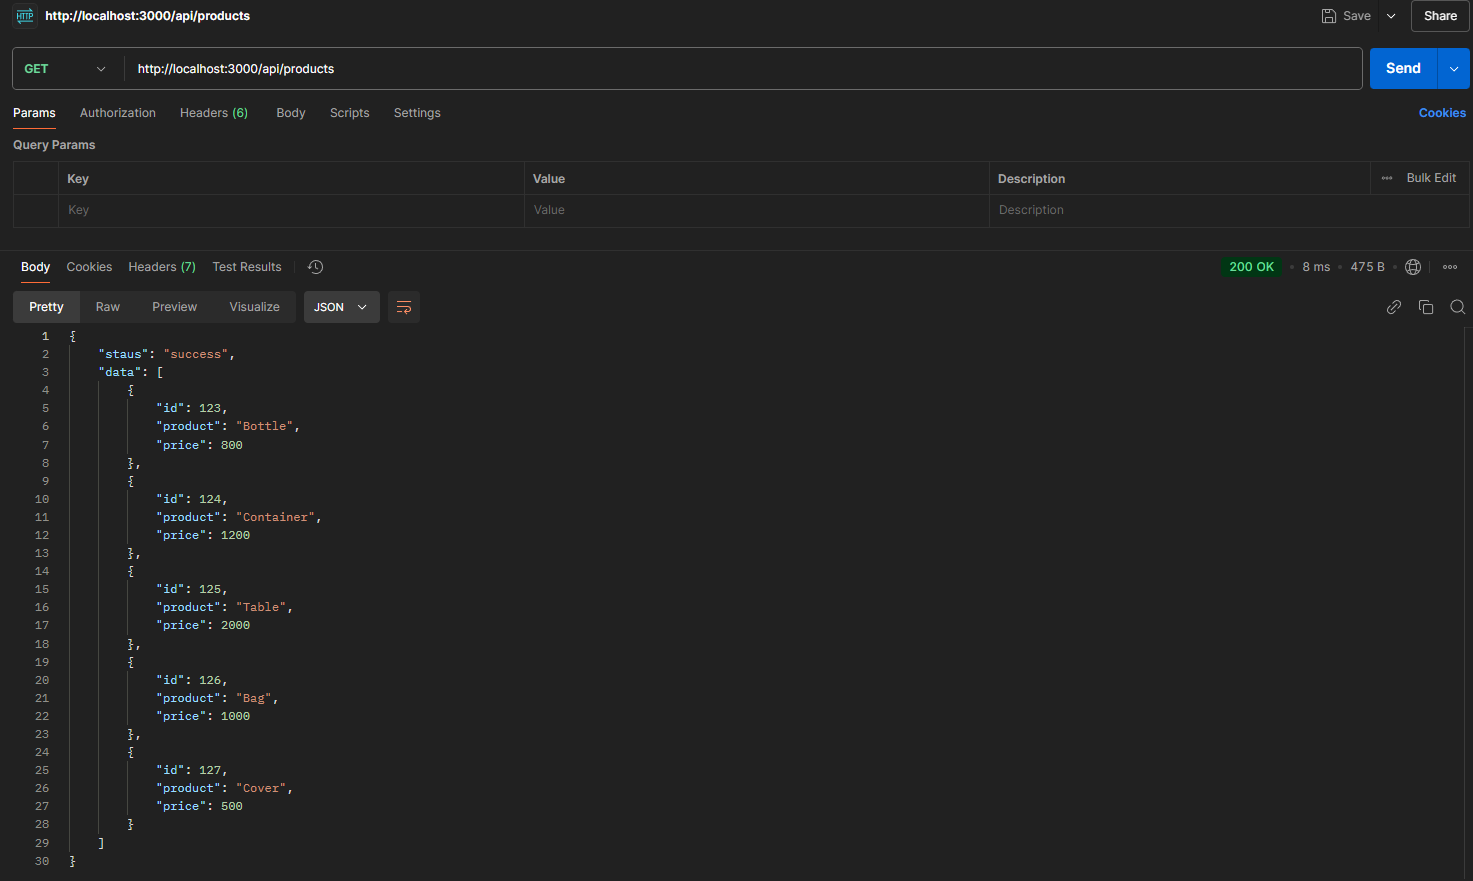 HTTP http://localhost:3000/api/products Save Share
GET http://localhost:3000/api/products Send
Params Authorization Headers (6) Body Scripts Settings Cookies
Query Params
Key Value Description Bulk Edit
Key Value Description
Body Cookies Headers (7) Test Results 200 OK 8 ms 475 B
Pretty Raw Preview Visualize JSON
1 {
2 "staus": "success",
3 "data": [
4 {
5 "id": 123,
6 "product": "Bottle",
7 "price": 800
8 },
9 {
10 "id": 124,
11 "product": "Container",
12 "price": 1200
13 },
14 {
15 "id": 125,
16 "product": "Table",
17 "price": 2000
18 },
19 {
20 "id": 126,
21 "product": "Bag",
22 "price": 1000
23 },
24 {
25 "id": 127,
26 "product": "Cover",
27 "price": 500
28 }
29 ]
30 }